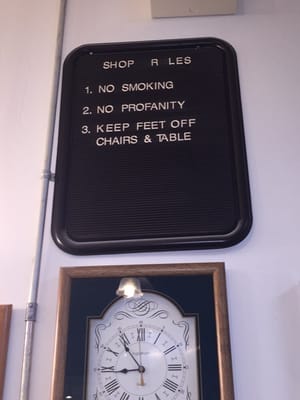 SHOP R LES
1. NO SMOKING
2. NO PROFANITY
3. KEEP FEET OFF
CHAIRS & TABLE